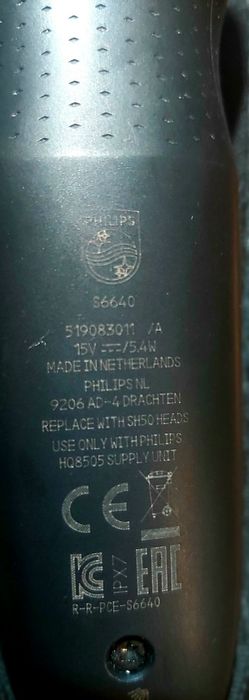 PHILIPS
S6640
519083011 /A
15V ⎓/5.4W
MADE IN NETHERLANDS
PHILIPS NL
9206 AD-4 DRACHTEN
REPLACE WITH SH50 HEADS
USE ONLY WITH PHILIPS
HQ8505 SUPPLY UNIT
CE
KC IPX7 EAC
R-R-PCE-S6640